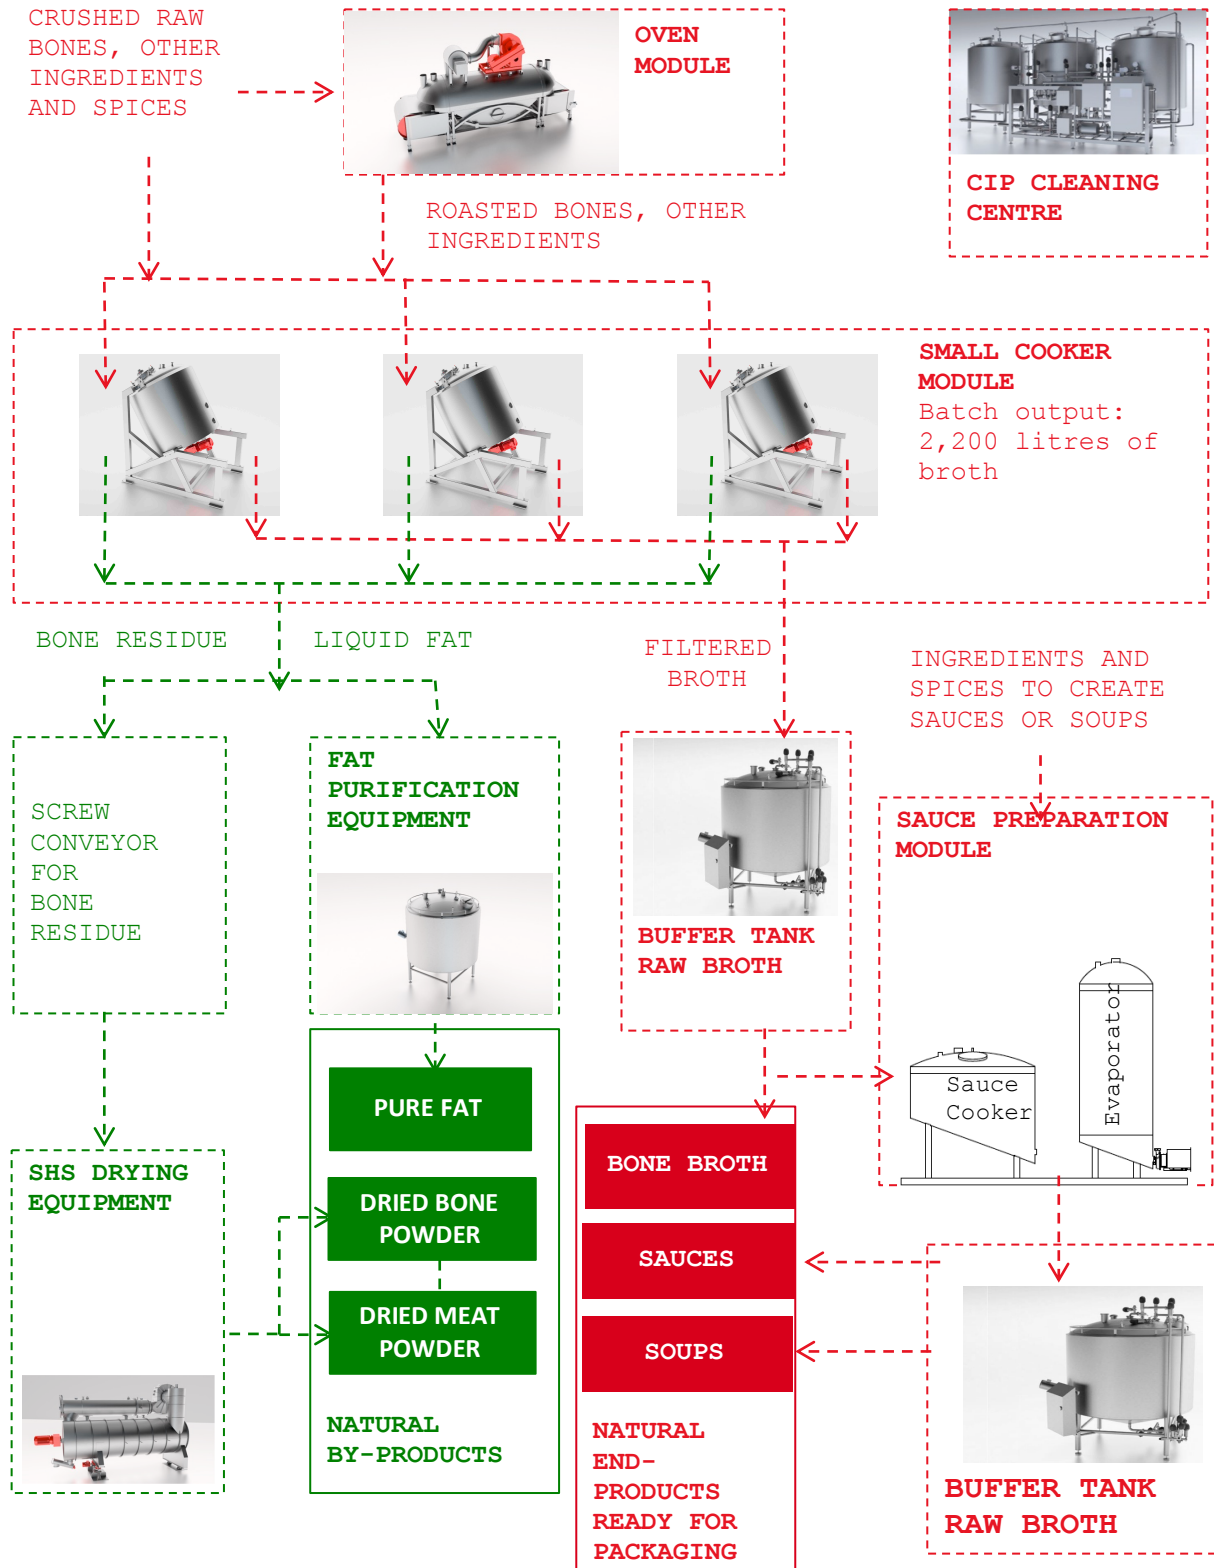 CRUSHED RAW
BONES, OTHER
INGREDIENTS
AND SPICES
OVEN
MODULE
CIP CLEANING
CENTRE
ROASTED BONES, OTHER
INGREDIENTS
SMALL COOKER
MODULE
Batch output:
2,200 litres of
broth
BONE RESIDUE
LIQUID FAT
FILTERED
BROTH
INGREDIENTS AND
SPICES TO CREATE
SAUCES OR SOUPS
SCREW
CONVEYOR
FOR
BONE
RESIDUE
FAT
PURIFICATION
EQUIPMENT
BUFFER TANK
RAW BROTH
SAUCE PREPARATION
MODULE
Sauce
Cooker
Evaporator
SHS DRYING
EQUIPMENT
PURE FAT
DRIED BONE
POWDER
DRIED MEAT
POWDER
NATURAL
BY-PRODUCTS
BONE BROTH
SAUCES
SOUPS
NATURAL
END-
PRODUCTS
READY FOR
PACKAGING
BUFFER TANK
RAW BROTH